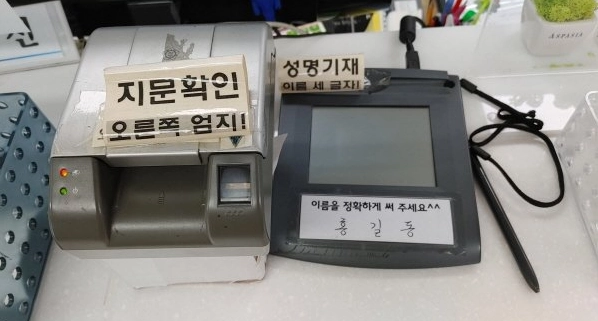 신
지문확인
오른쪽 엄지!
성명기재
이름 세 글자!
이름을 정확하게 써 주세요^^
홍 길 동